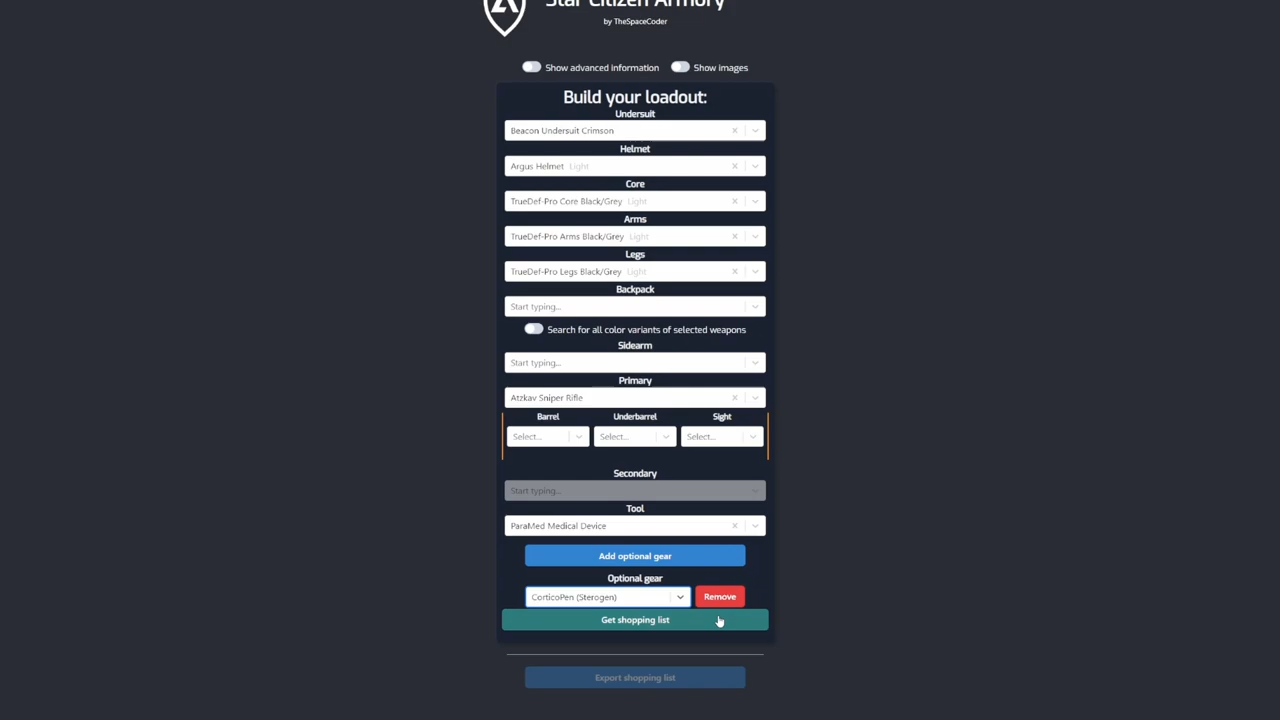 Star Citizen Armory
by TheSpaceCoder
Show advanced information Show images
Build your loadout:
Undersuit
Beacon Undersuit Crimson
Helmet
Argus Helmet Light
Core
TrueDef-Pro Core Black/Grey Light
Arms
TrueDef-Pro Arms Black/Grey Light
Legs
TrueDef-Pro Legs Black/Grey Light
Backpack
Start typing...
Search for all color variants of selected weapons
Sidearm
Start typing...
Primary
Atzkav Sniper Rifle
Barrel Underbarrel Sight
Select... Select... Select...
Secondary
Start typing...
Tool
ParaMed Medical Device
Add optional gear
Optional gear
CorticoPen (Sterogen) Remove
Get shopping list
Export shopping list